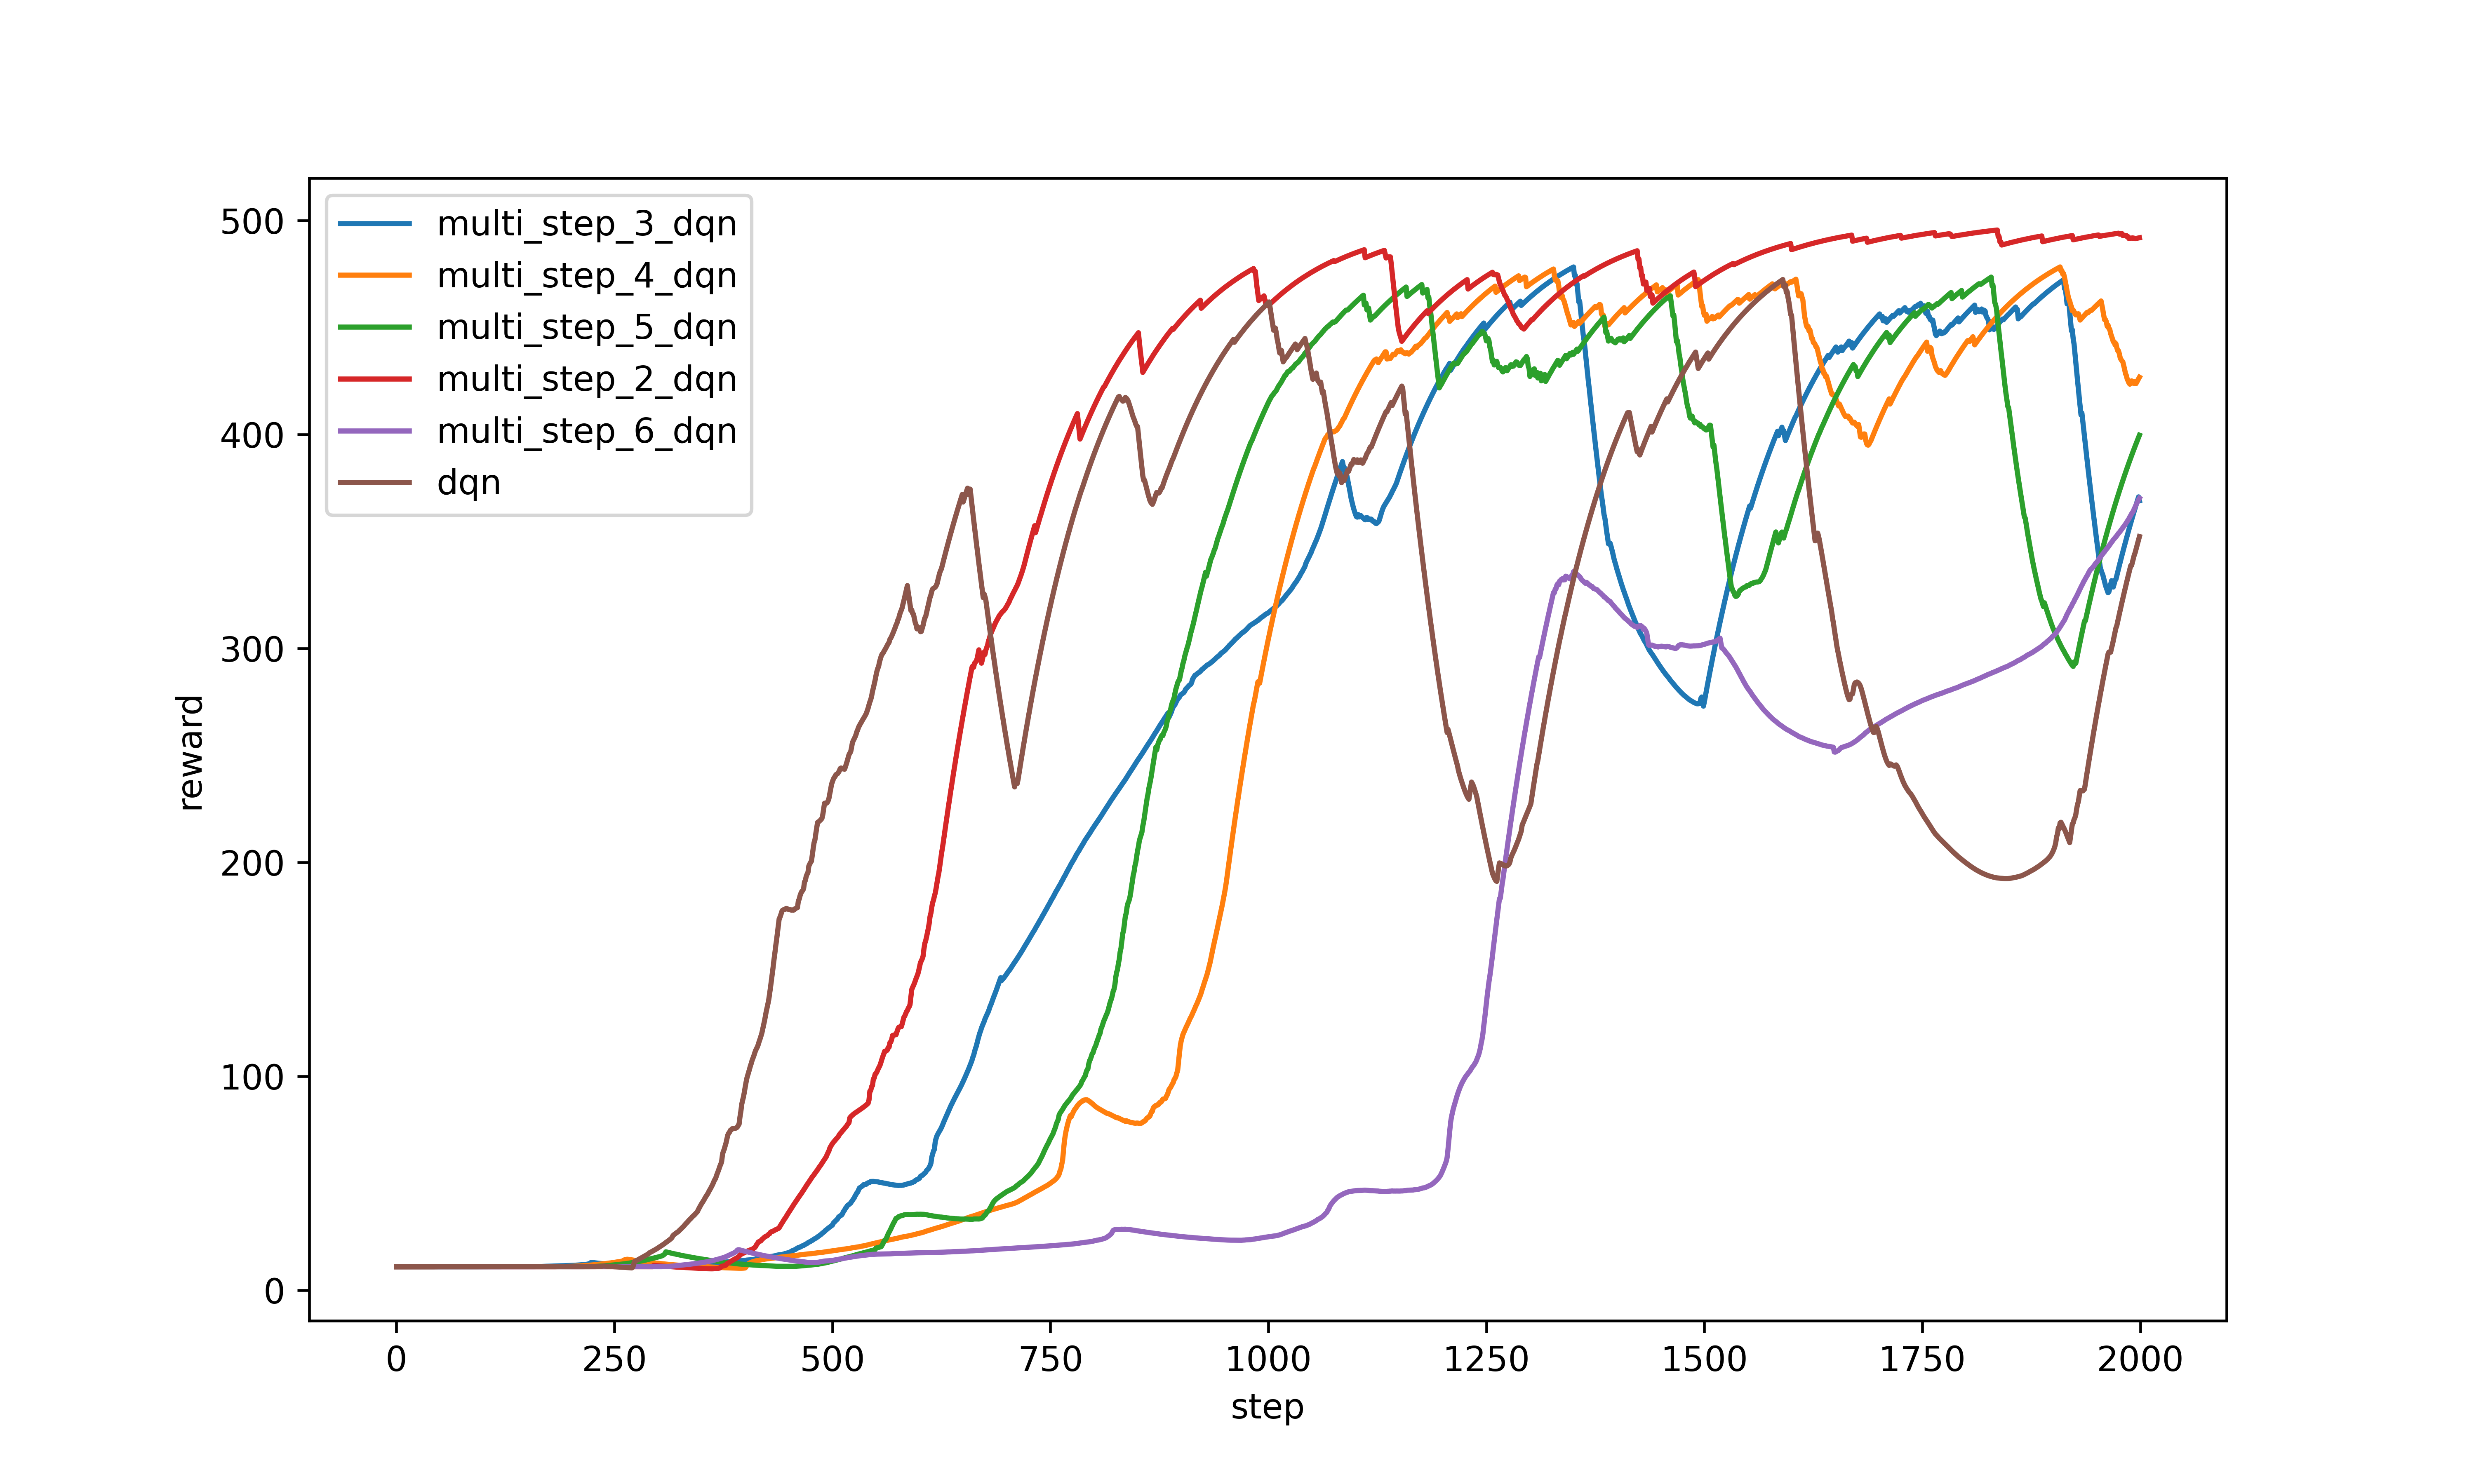 multi_step_3_dqn
multi_step_4_dqn
multi_step_5_dqn
multi_step_2_dqn
multi_step_6_dqn
dqn
500
400
300
200
100
0
reward
0 250 500 750 1000 1250 1500 1750 2000
step